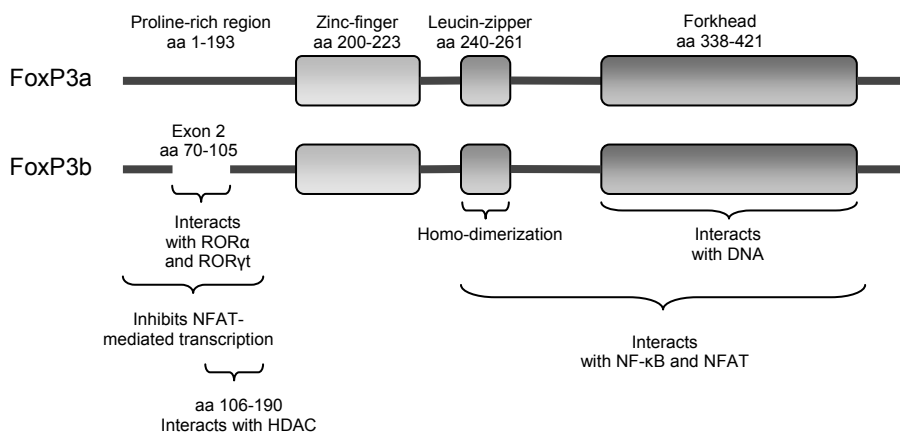 Proline-rich region
aa 1-193
Zinc-finger
aa 200-223
Leucin-zipper
aa 240-261
Forkhead
aa 338-421
FoxP3a
Exon 2
aa 70-105
FoxP3b
Interacts
with RORα
and RORγt
Homo-dimerization
Interacts
with DNA
Inhibits NFAT-
mediated transcription
Interacts
with NF-κB and NFAT
aa 106-190
Interacts with HDAC